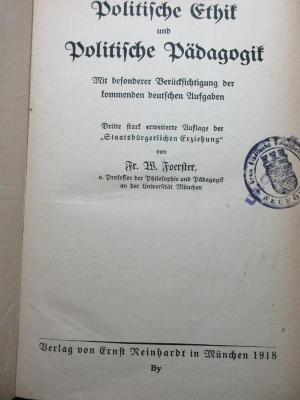 Politische Ethik
und
Politische Pädagogik
Mit besonderer Berücksichtigung der
kommenden deutschen Aufgaben
Dritte stark erweiterte Auflage der
„Staatsbürgerlichen Erziehung“
von
Fr. W. Foerster,
o. Professor der Philosophie und Pädagogik
an der Universität München
Verlag von Ernst Reinhardt in München 1918
By